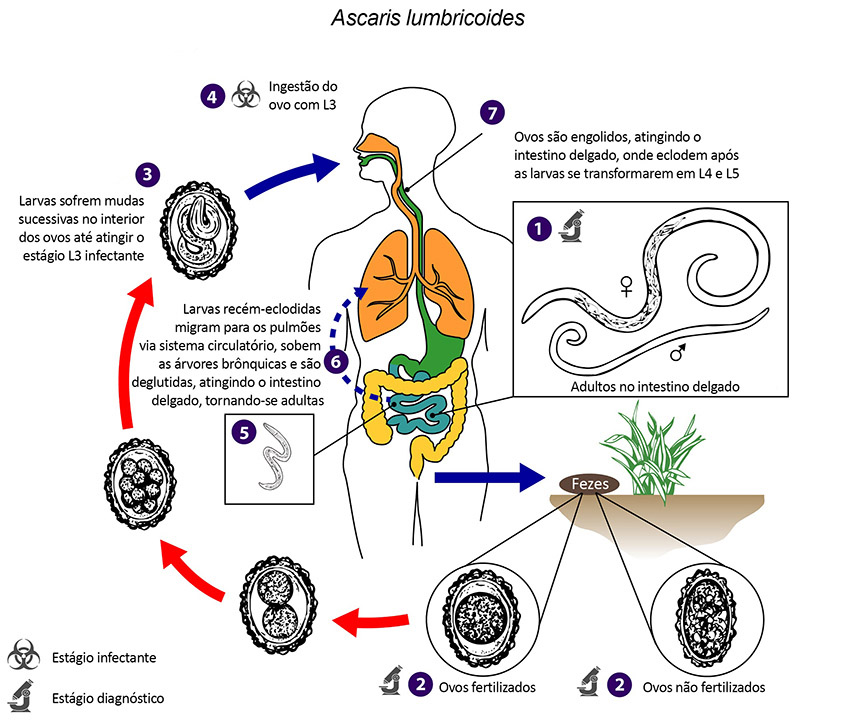 Ascaris lumbricoides
4
Ingestão do
ovo com L3
7
Ovos são engolidos, atingindo o
intestino delgado, onde eclodem após
as larvas se transformarem em L4 e L5
3
Larvas sofrem mudas
sucessivas no interior
dos ovos até atingir o
estágio L3 infectante
1
♀
♂
Adultos no intestino delgado
Larvas recém-eclodidas
migram para os pulmões
via sistema circulatório, sobem
as árvores brônquicas e são
deglutidas, atingindo o intestino
delgado, tornando-se adultas
6
5
Fezes
2 Ovos fertilizados
2 Ovos não fertilizados
Estágio infectante
Estágio diagnóstico